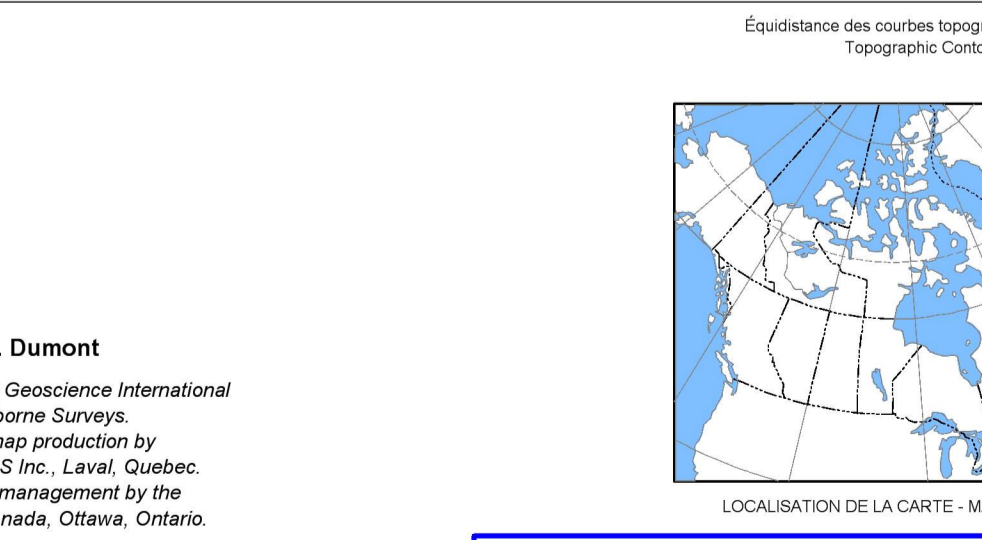 Équidistance des courbes topogr
Topographic Conto
. Dumont
Geoscience International
borne Surveys.
map production by
S Inc., Laval, Quebec.
management by the
nada, Ottawa, Ontario.
LOCALISATION DE LA CARTE - M